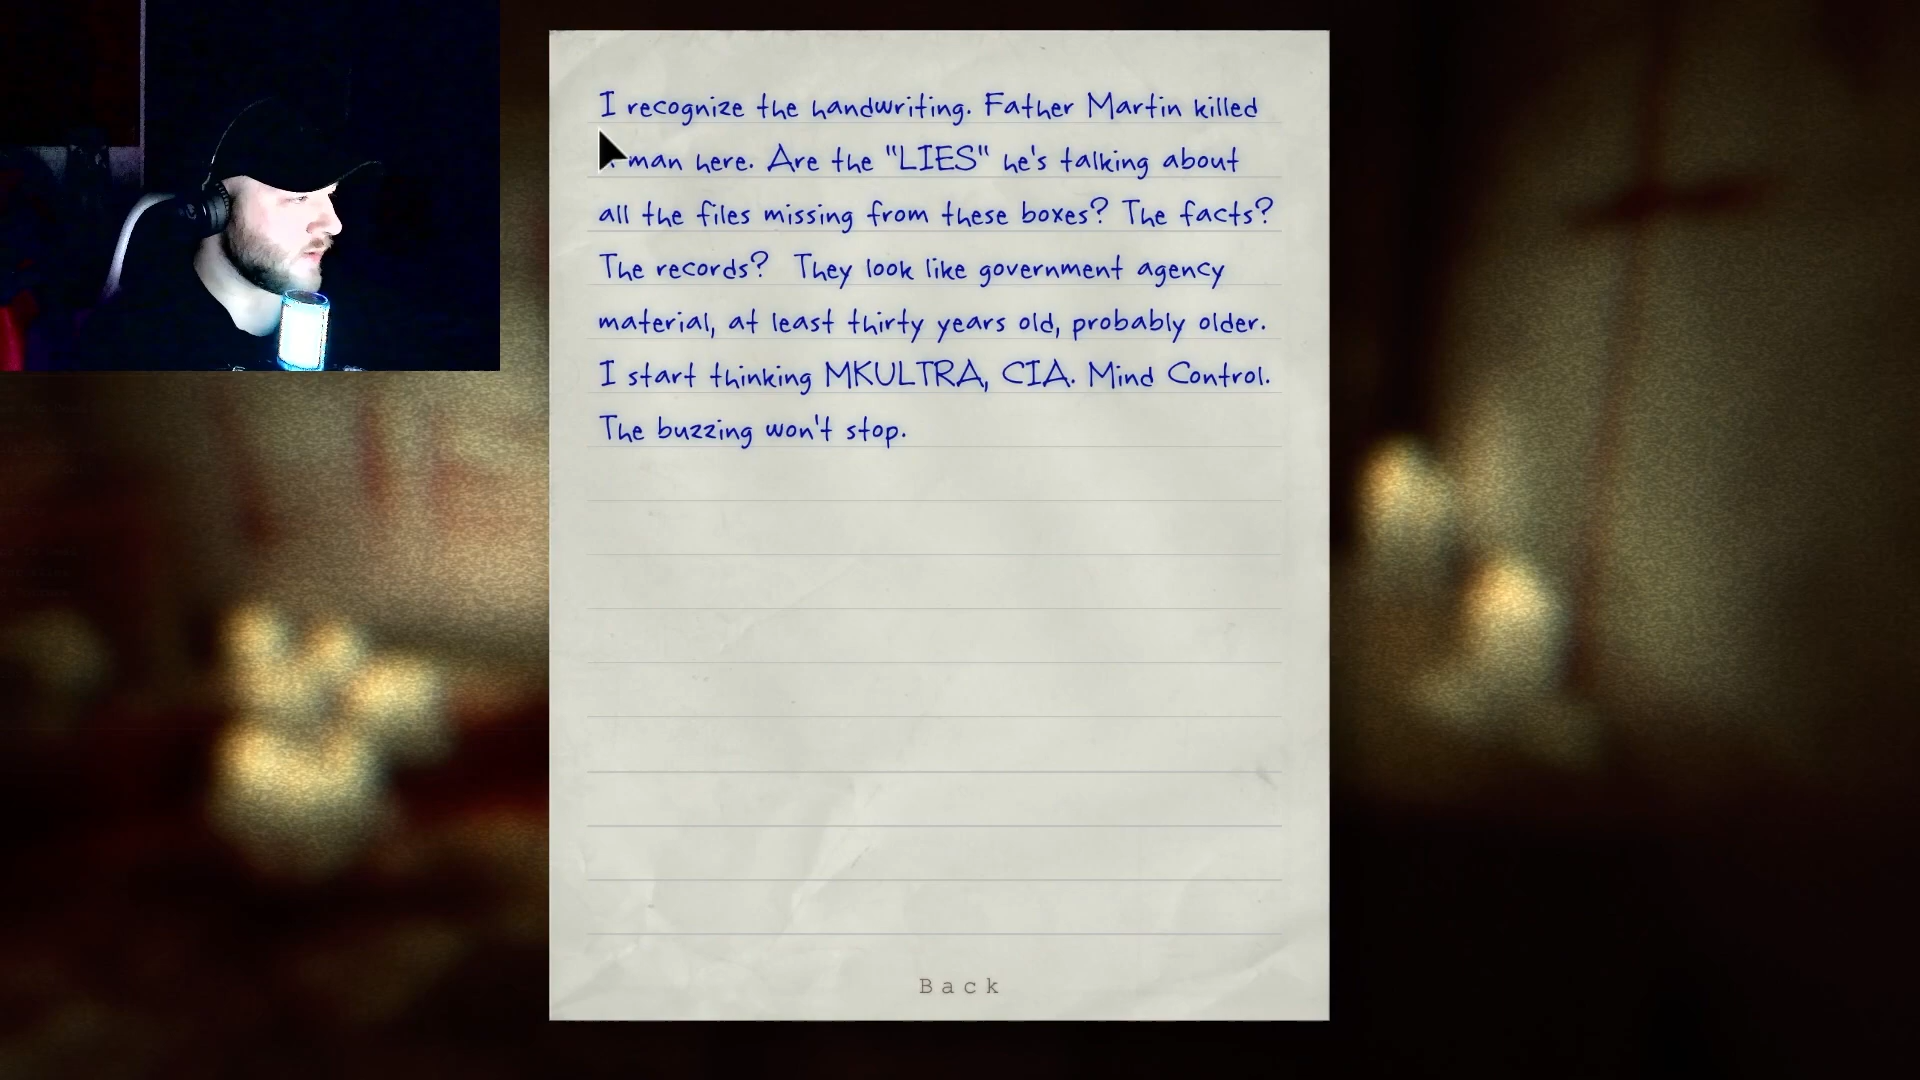 I recognize the handwriting. Father Martin killed
man here. Are the "LIES" he's talking about
all the files missing from these boxes? The facts?
The records? They look like government agency
material, at least thirty years old, probably older.
I start thinking MKULTRA, CIA. Mind Control.
The buzzing won't stop.
Back